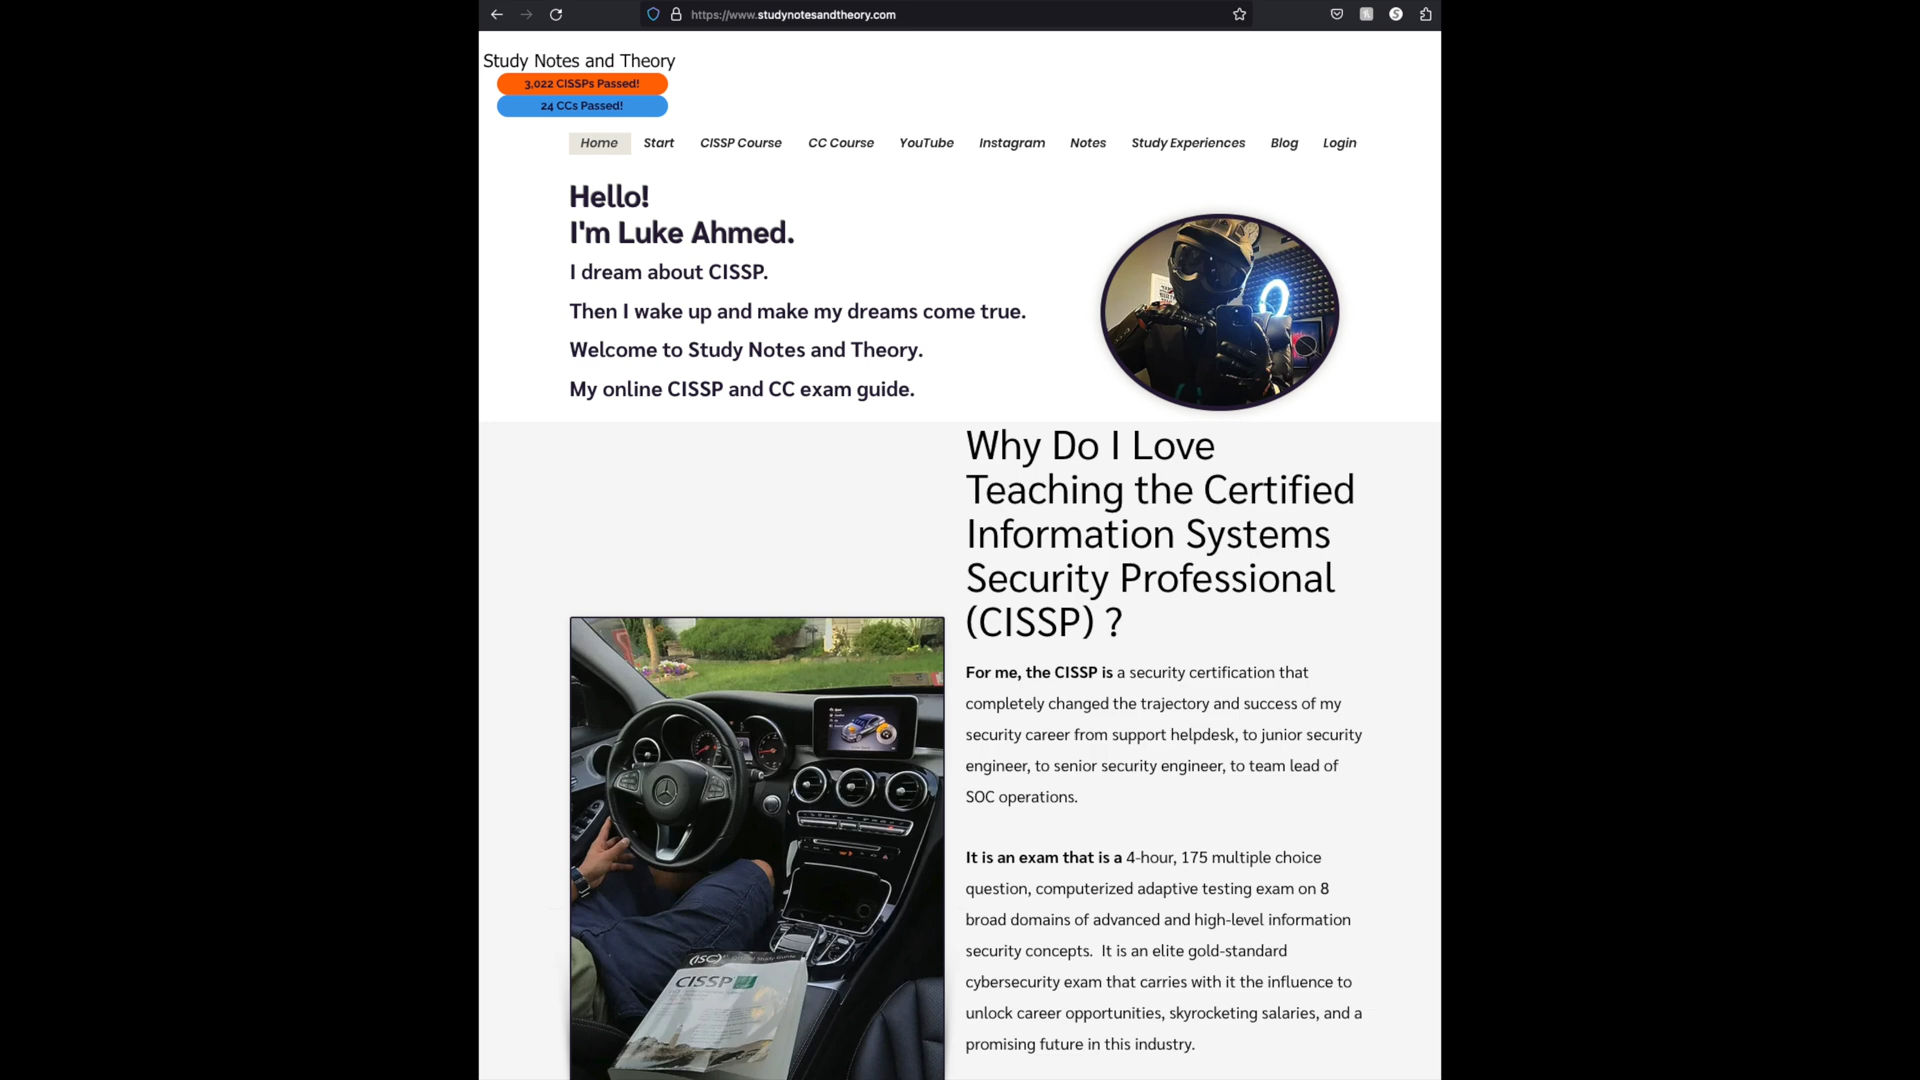 https://www.studynotesandtheory.com
Study Notes and Theory
3,022 CISSPs Passed!
24 CCs Passed!
Home Start CISSP Course CC Course YouTube Instagram Notes Study Experiences Blog Login
Hello!
I'm Luke Ahmed.
I dream about CISSP.
Then I wake up and make my dreams come true.
Welcome to Study Notes and Theory.
My online CISSP and CC exam guide.
Why Do I Love
Teaching the Certified
Information Systems
Security Professional
(CISSP) ?
For me, the CISSP is a security certification that
completely changed the trajectory and success of my
security career from support helpdesk, to junior security
engineer, to senior security engineer, to team lead of
SOC operations.
It is an exam that is a 4-hour, 175 multiple choice
question, computerized adaptive testing exam on 8
broad domains of advanced and high-level information
security concepts. It is an elite gold-standard
cybersecurity exam that carries with it the influence to
unlock career opportunities, skyrocketing salaries, and a
promising future in this industry.
(ISC) Official Study Guide
CISSP